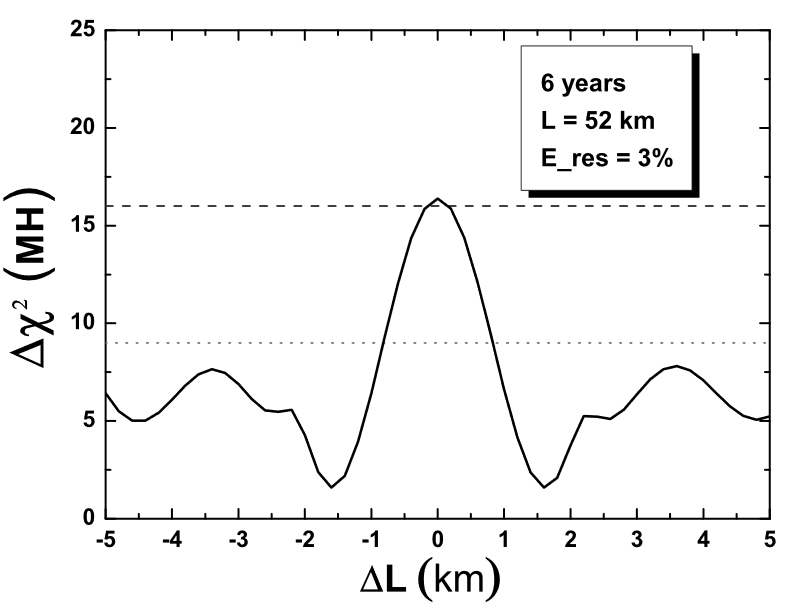 25
20
15
10
5
0
Δχ² (MH)
6 years
L = 52 km
E_res = 3%
-5 -4 -3 -2 -1 0 1 2 3 4 5
ΔL (km)